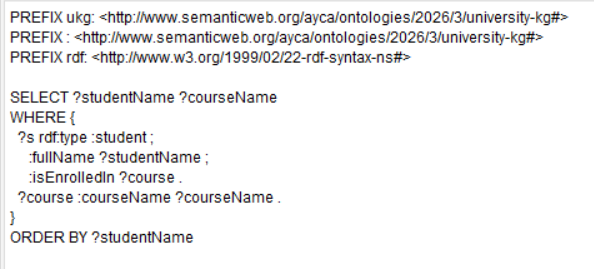 PREFIX ukg: <http://www.semanticweb.org/ayca/ontologies/2026/3/university-kg#>
PREFIX : <http://www.semanticweb.org/ayca/ontologies/2026/3/university-kg#>
PREFIX rdf: <http://www.w3.org/1999/02/22-rdf-syntax-ns#>

SELECT ?studentName ?courseName
WHERE {
  ?s rdf:type :student ;
    :fullName ?studentName ;
    :isEnrolledIn ?course .
  ?course :courseName ?courseName .
}
ORDER BY ?studentName